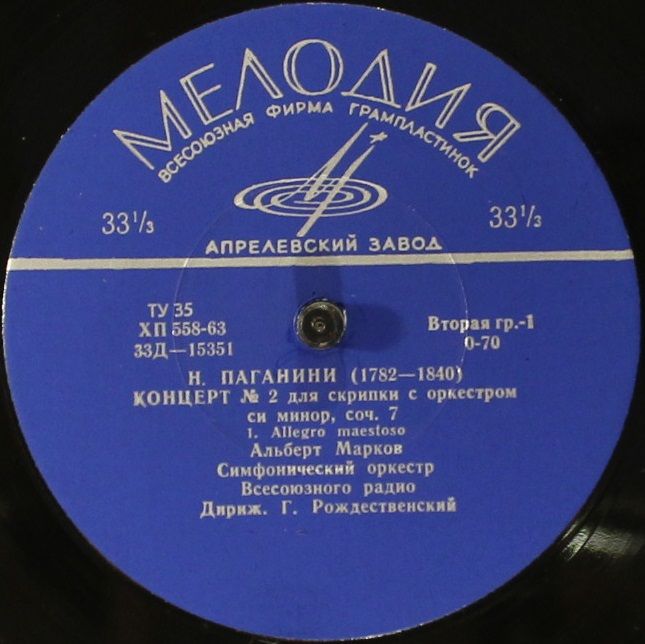 МЕЛОДИЯ
ВСЕСОЮЗНАЯ ФИРМА ГРАМПЛАСТИНОК
33⅓ 33⅓
АПРЕЛЕВСКИЙ ЗАВОД
ТУ 35
ХП 558-63
33Д—15351
Вторая гр.-1
0-70
Н. ПАГАНИНИ (1782—1840)
КОНЦЕРТ № 2 для скрипки с оркестром
си минор, соч. 7
1. Allegro maestoso
Альберт Марков
Симфонический оркестр
Всесоюзного радио
Дириж. Г. Рождественский